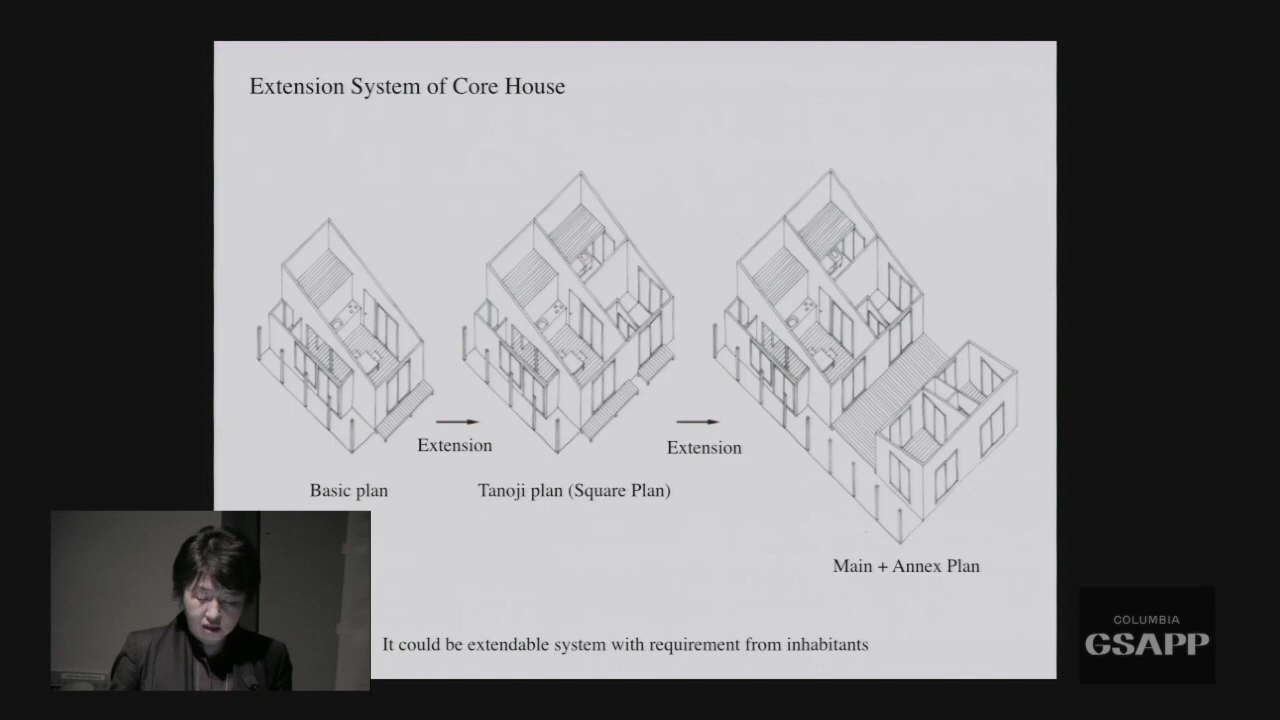 Extension System of Core House
Extension
Extension
Basic plan
Tanoji plan (Square Plan)
Main + Annex Plan
It could be extendable system with requirement from inhabitants
COLUMBIA
GSAPP